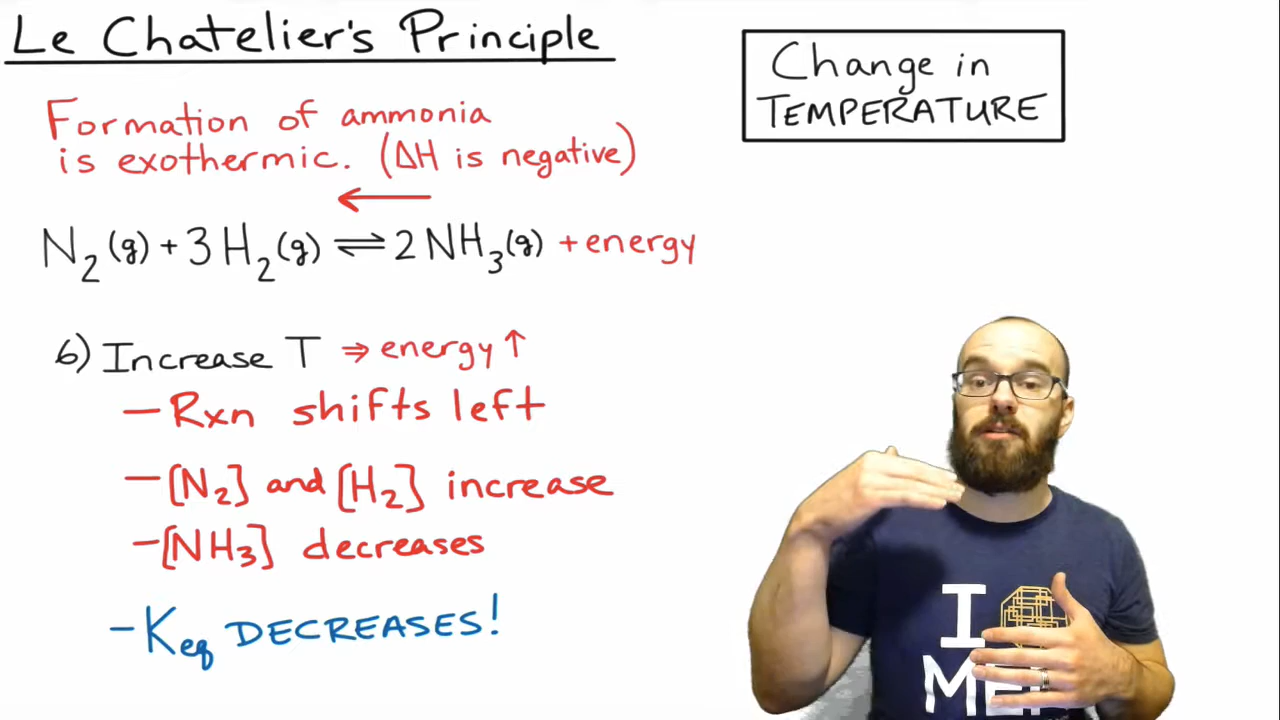 Le Chatelier's Principle
Change in
TEMPERATURE
Formation of ammonia
is exothermic. (ΔH is negative)
←
N₂(g) + 3H₂(g) ⇌ 2NH₃(g) + energy
6) Increase T ⇒ energy ↑
— Rxn shifts left
— [N₂] and [H₂] increase
— [NH₃] decreases
— Keq DECREASES!
I